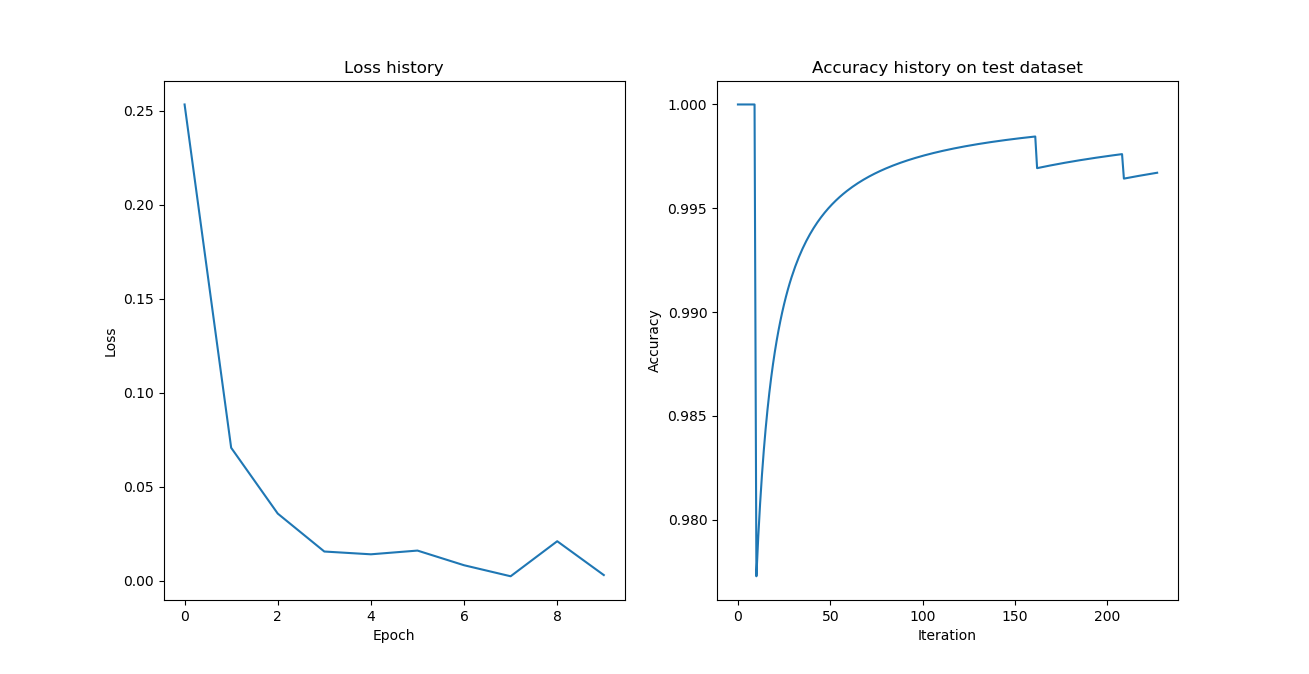 Loss history
0.25
0.20
0.15
0.10
0.05
0.00
Loss
0 2 4 6 8
Epoch
Accuracy history on test dataset
1.000
0.995
0.990
0.985
0.980
Accuracy
0 50 100 150 200
Iteration